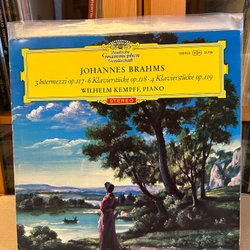 Deutsche
Grammophon
Gesellschaft
JOHANNES BRAHMS
3 Intermezzi op.117 · 6 Klavierstücke op.118 · 4 Klavierstücke op.119
WILHELM KEMPFF, PIANO
STEREO